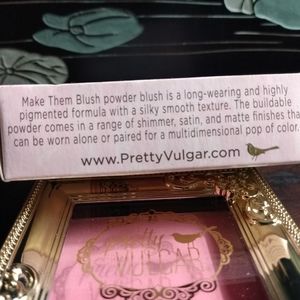 Make Them Blush powder blush is a long-wearing and highly
pigmented formula with a silky smooth texture. The buildable
powder comes in a range of shimmer, satin, and matte finishes that
can be worn alone or paired for a multidimensional pop of color.
www.PrettyVulgar.com
Pretty
VULGAR